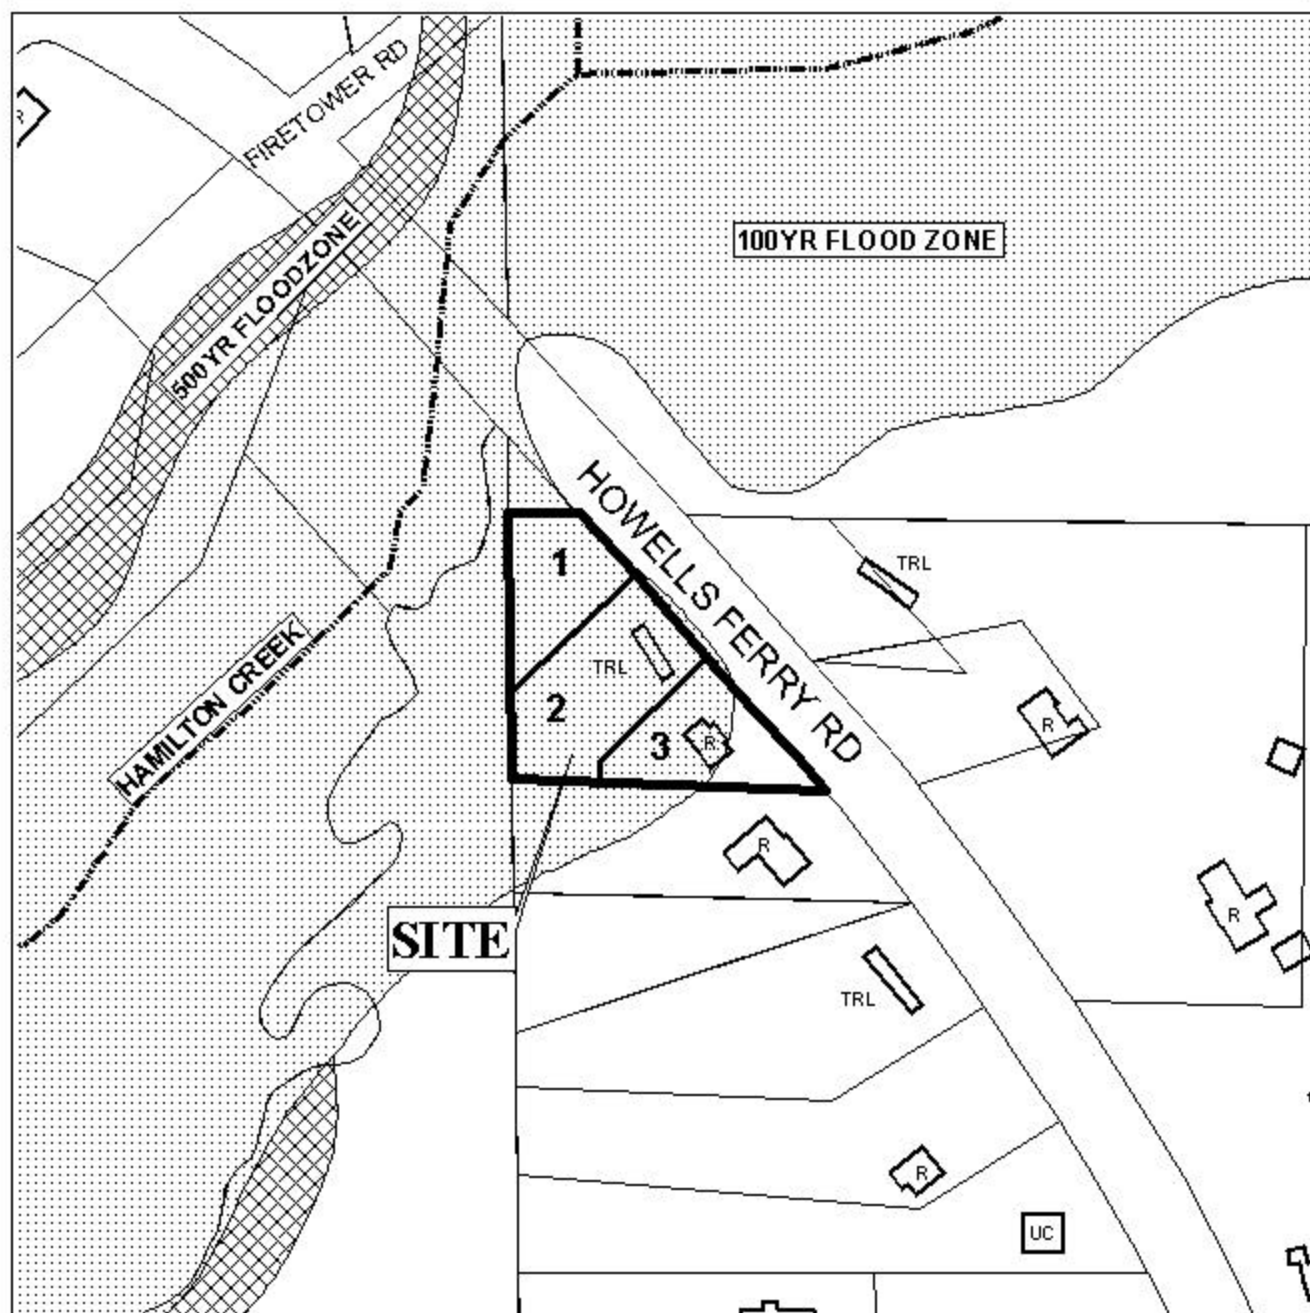 FIRETOWER RD
R
100YR FLOOD ZONE
500YR FLOODZONE
HOWELLS FERRY RD
1
TRL
TRL
HAMILTON CREEK
2
3
R
R
R
SITE
R
TRL
R
UC